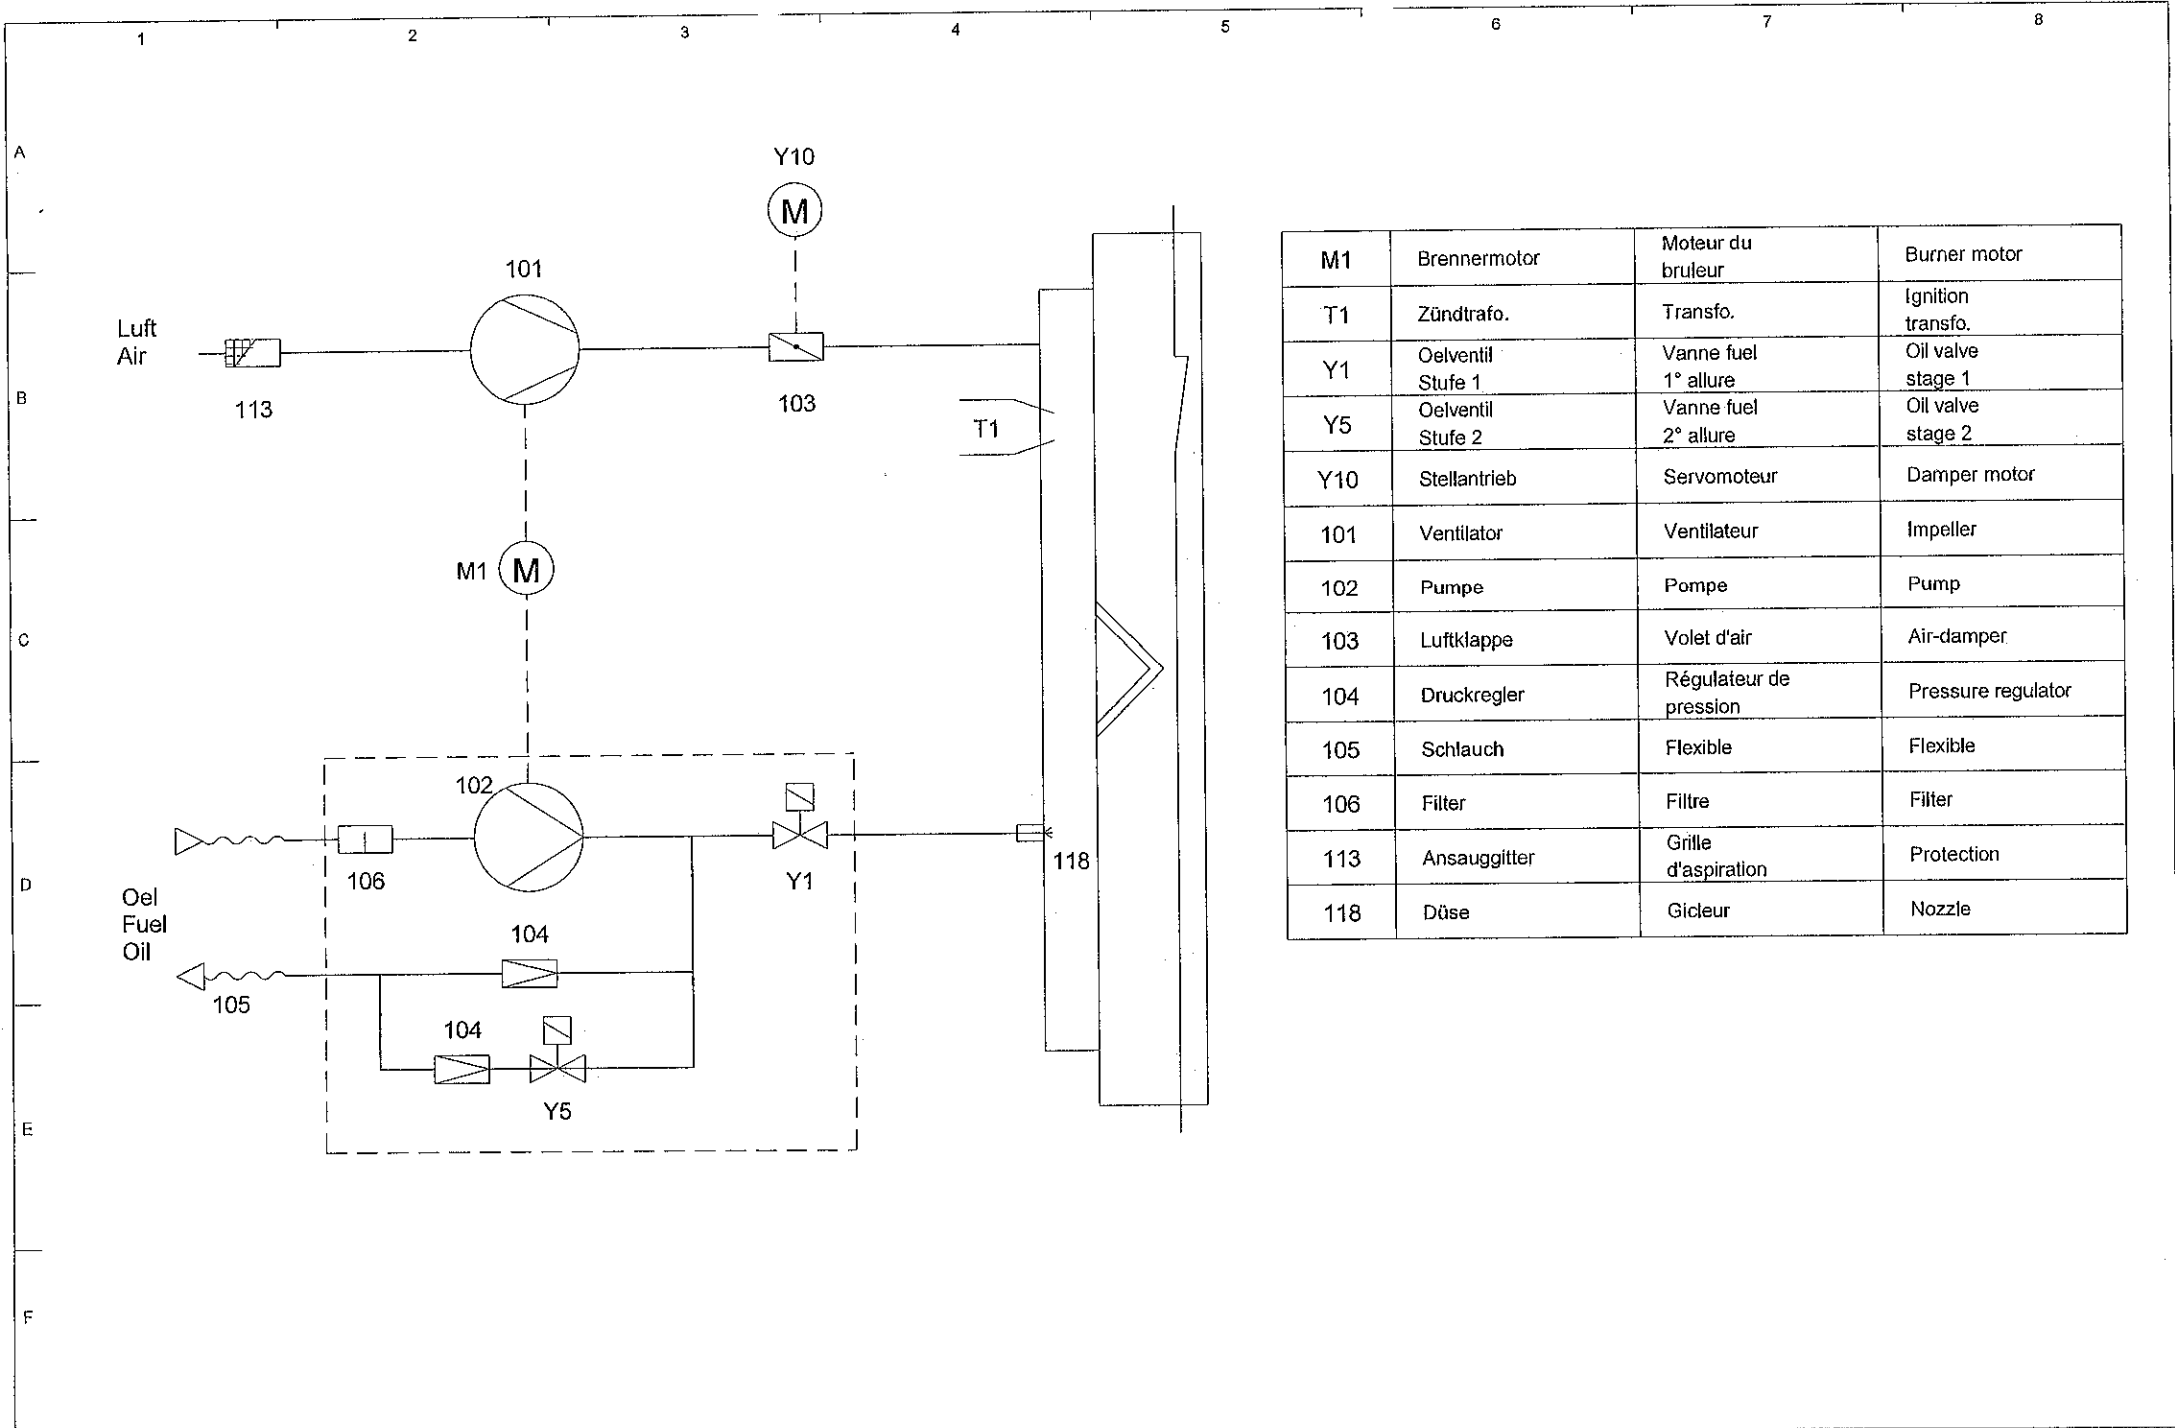 1 2 3 4 5 6 7 8
A
B
C
D
E
F
Y10
M
101
Luft
Air
113
103
T1
M1 M
102
106
Y1
118
Oel
Fuel
Oil
104
105
104
Y5
M1 Brennermotor Moteur du bruleur Burner motor
T1 Zündtrafo. Transfo. Ignition transfo.
Y1 Oelventil Stufe 1 Vanne fuel 1° allure Oil valve stage 1
Y5 Oelventil Stufe 2 Vanne fuel 2° allure Oil valve stage 2
Y10 Stellantrieb Servomoteur Damper motor
101 Ventilator Ventilateur Impeller
102 Pumpe Pompe Pump
103 Luftklappe Volet d'air Air-damper
104 Druckregler Régulateur de pression Pressure regulator
105 Schlauch Flexible Flexible
106 Filter Filtre Filter
113 Ansauggitter Grille d'aspiration Protection
118 Düse Gicleur Nozzle